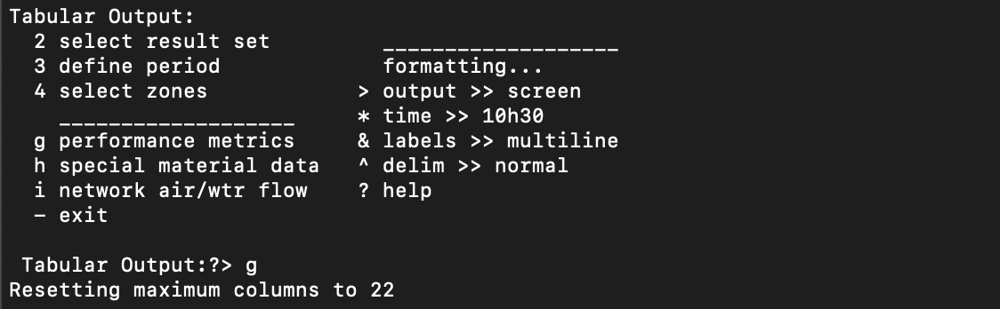 Tabular Output:
  2 select result set         ___________________
  3 define period             formatting...
  4 select zones            > output >> screen
    ___________________     * time >> 10h30
  g performance metrics     & labels >> multiline
  h special material data   ^ delim >> normal
  i network air/wtr flow    ? help
  - exit

 Tabular Output:?> g
Resetting maximum columns to 22